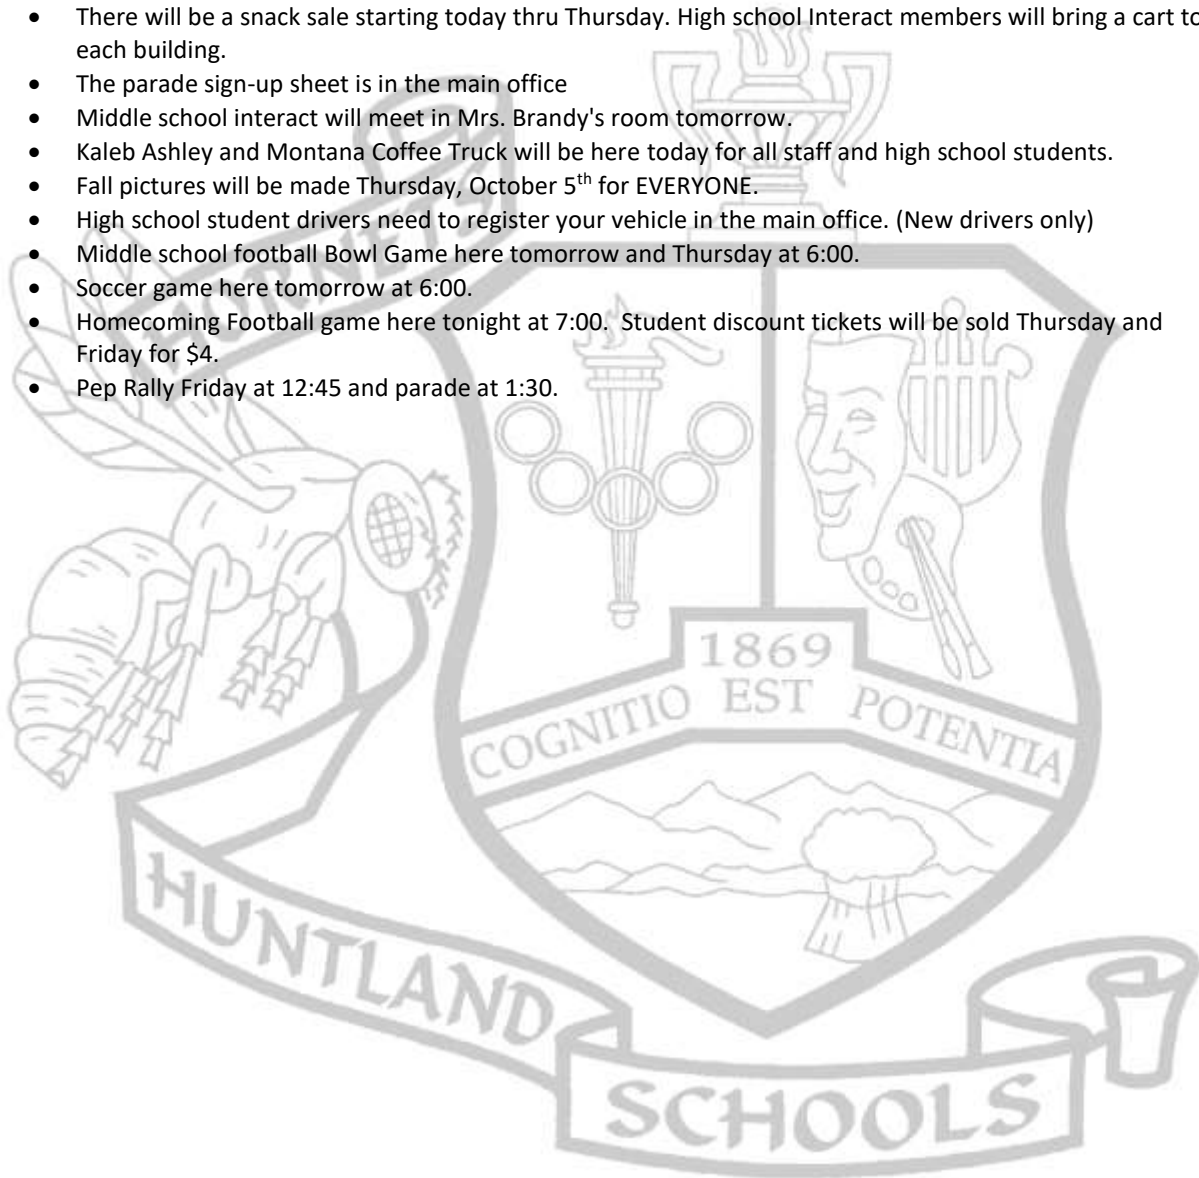 • There will be a snack sale starting today thru Thursday. High school Interact members will bring a cart to
each building.
• The parade sign-up sheet is in the main office
• Middle school interact will meet in Mrs. Brandy's room tomorrow.
• Kaleb Ashley and Montana Coffee Truck will be here today for all staff and high school students.
• Fall pictures will be made Thursday, October 5th for EVERYONE.
• High school student drivers need to register your vehicle in the main office. (New drivers only)
• Middle school football Bowl Game here tomorrow and Thursday at 6:00.
• Soccer game here tomorrow at 6:00.
• Homecoming Football game here tonight at 7:00.  Student discount tickets will be sold Thursday and
Friday for $4.
• Pep Rally Friday at 12:45 and parade at 1:30.
HORNETS
1869
COGNITIO EST POTENTIA
HUNTLAND
SCHOOLS